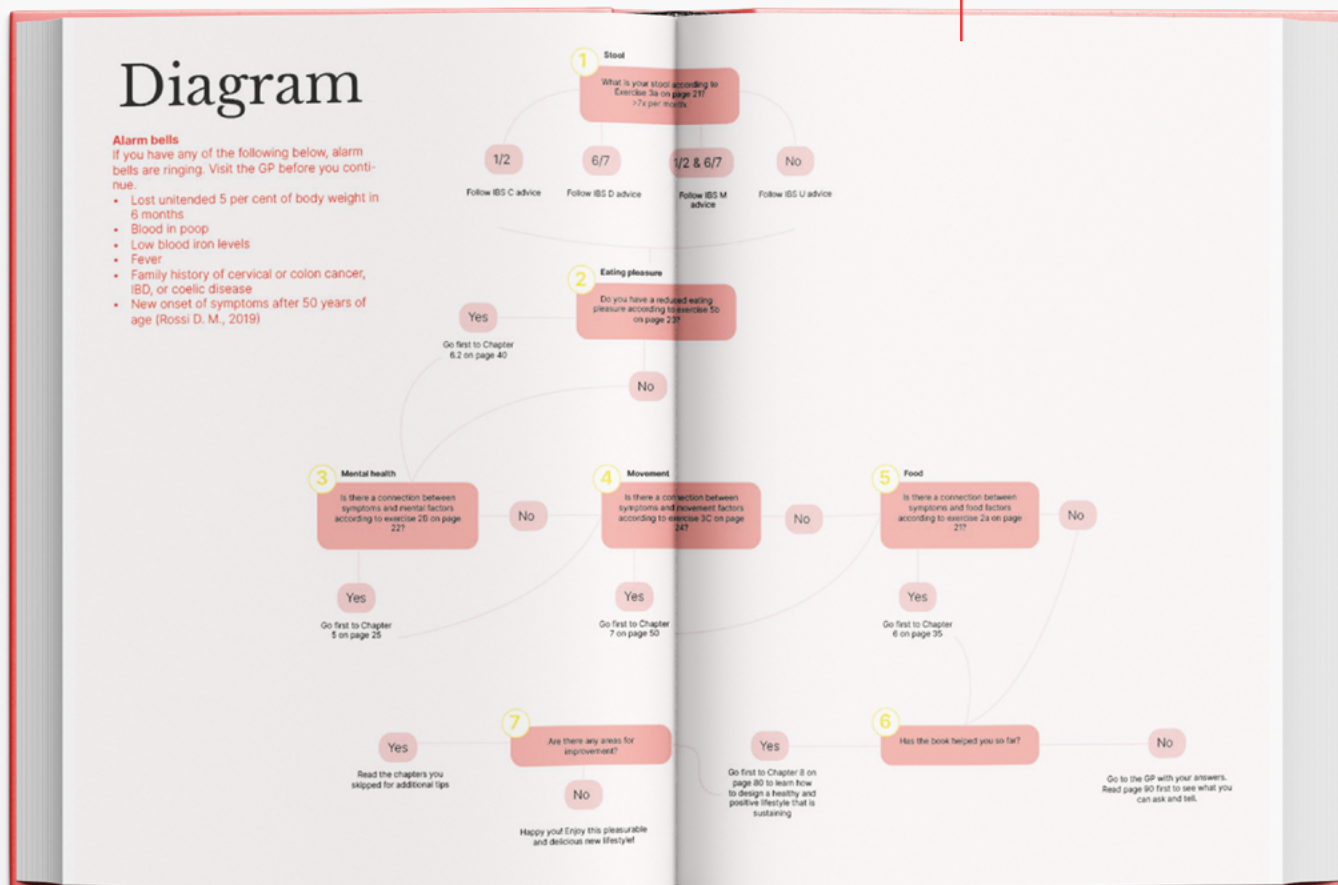 Diagram
Alarm bells
If you have any of the following below, alarm
bells are ringing. Visit the GP before you conti-
nue.
• Lost unitended 5 per cent of body weight in
6 months
• Blood in poop
• Low blood iron levels
• Fever
• Family history of cervical or colon cancer,
IBD, or coelic disease
• New onset of symptoms after 50 years of
age (Rossi D. M., 2019)
1
Stool
What is your stool according to
Exercise 3a on page 21?
>7x per month
1/2
6/7
1/2 & 6/7
No
Follow IBS C advice
Follow IBS D advice
Follow IBS M
advice
Follow IBS U advice
2
Eating pleasure
Do you have a reduced eating
pleasure according to exercise 5b
on page 23?
Yes
Go first to Chapter
6.2 on page 40
No
3
Mental health
Is there a connection between
symptoms and mental factors
according to exercise 2B on page
22?
No
Yes
Go first to Chapter
5 on page 25
4
Movement
Is there a connection between
symptoms and movement factors
according to exercise 3C on page
24?
No
Yes
Go first to Chapter
7 on page 50
5
Food
Is there a connection between
symptoms and food factors
according to exercise 2a on page
21?
No
Yes
Go first to Chapter
6 on page 35
6
Has the book helped you so far?
No
Go to the GP with your answers.
Read page 90 first to see what you
can ask and tell.
Yes
Go first to Chapter 8 on
page 80 to learn how
to design a healthy and
positive lifestyle that is
sustaining
7
Are there any areas for
improvement?
Yes
Read the chapters you
skipped for additional tips
No
Happy you! Enjoy this pleasurable
and delicious new lifestyle!